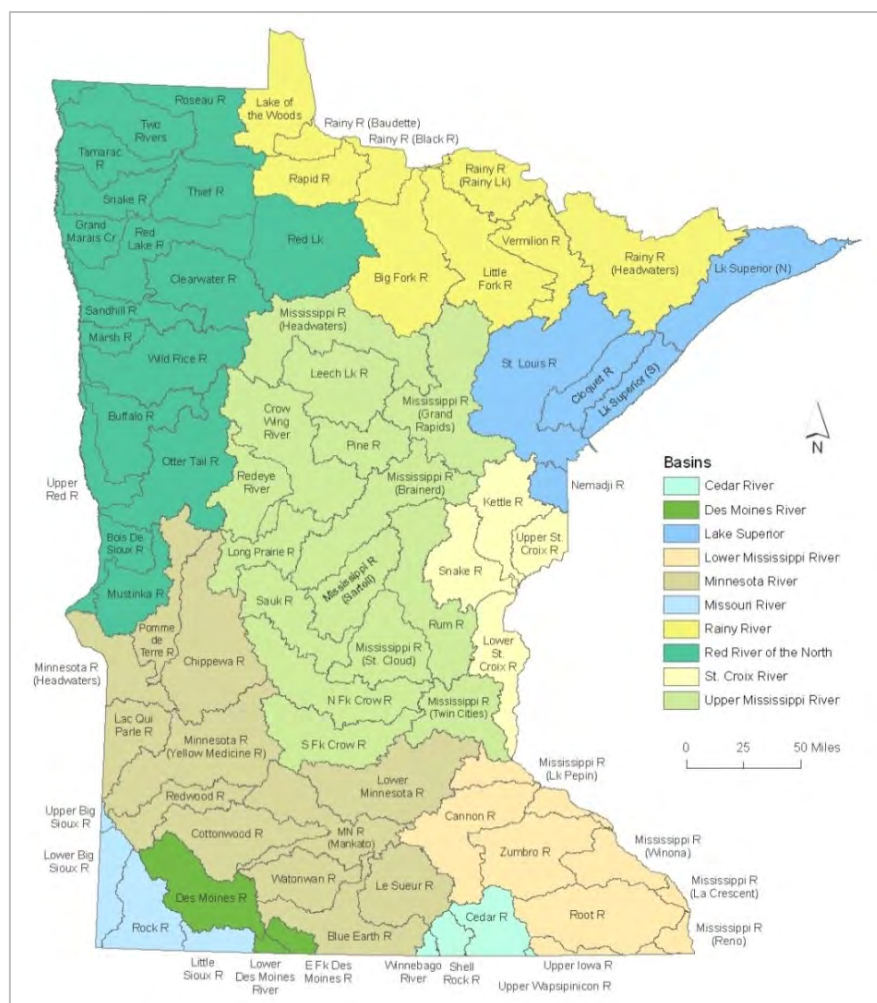 Roseau R
Lake of
the Woods
Rainy R (Baudette)
Two
Rivers
Rainy R (Black R)
Tamarac
R
Rapid R
Rainy R
(Rainy Lk)
Snake R
Thief R
Grand
Marais Cr
Red
Lake R
Red Lk
Vermilion R
Rainy R
(Headwaters)
Lk Superior (N)
Clearwater R
Big Fork R
Little
Fork R
Sandhill R
Mississippi R
(Headwaters)
Marsh R
Wild Rice R
Leech Lk R
St. Louis R
Cloquet R
Lk Superior (S)
Mississippi R
(Grand
Rapids)
Buffalo R
Crow
Wing
River
Pine R
N
Otter Tail R
Upper
Red R
Redeye
River
Mississippi R
(Brainerd)
Kettle R
Nemadji R
Bois De
Sioux R
Long Prairie R
Mississippi R
(Sartell)
Snake R
Upper St.
Croix R
Mustinka R
Sauk R
Rum R
Pomme
de
Terre R
Chippewa R
Mississippi R
(St. Cloud)
Lower
St.
Croix R
Minnesota R
(Headwaters)
N Fk Crow R
Mississippi R
(Twin Cities)
Lac Qui
Parle R
Minnesota R
(Yellow Medicine R)
S Fk Crow R
Mississippi R
(Lk Pepin)
Redwood R
Lower
Minnesota R
Upper Big
Sioux R
Cottonwood R
MN R
(Mankato)
Cannon R
Lower Big
Sioux R
Zumbro R
Mississippi R
(Winona)
Watonwan R
Le Sueur R
Mississippi R
(La Crescent)
Des Moines R
Rock R
Blue Earth R
Cedar R
Root R
Mississippi R
(Reno)
Little
Sioux R
Lower
Des Moines
River
E Fk Des
Moines R
Winnebago
River
Shell
Rock R
Upper Iowa R
Upper Wapsipinicon R
Basins
Cedar River
Des Moines River
Lake Superior
Lower Mississippi River
Minnesota River
Missouri River
Rainy River
Red River of the North
St. Croix River
Upper Mississippi River
0 25 50 Miles